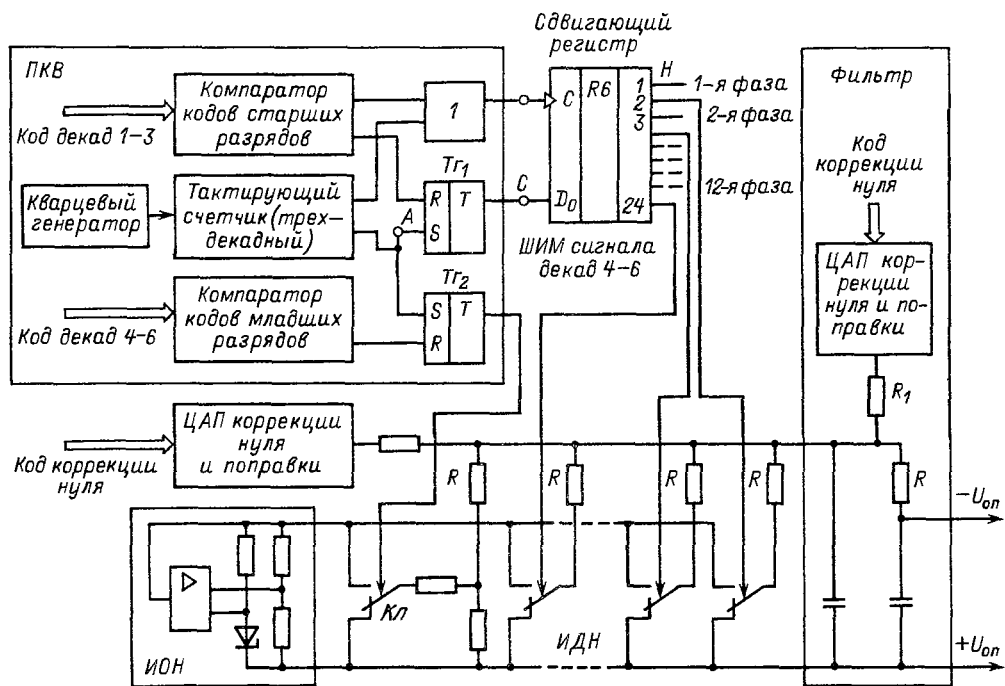 Сдвигающий
регистр
ПКВ
Компаратор
кодов старших
разрядов
Код декад 1-3
1
С
R6
1
2
3
24
D₀
Н
1-я фаза
2-я фаза
12-я фаза
Кварцевый
генератор
Тактирующий
счетчик (трех-
декадный)
А
Тг₁
R
S
Т
С
ШИМ сигнала
декад 4-6
Компаратор
кодов младших
разрядов
Код декад 4-6
Тг₂
S
R
Т
Фильтр
Код
коррекции
нуля
ЦАП кор-
рекции
нуля и по-
правки
R₁
ЦАП коррекции
нуля
и поправки
Код коррекции
нуля
R
R
R
R
R
-Uоп
Кл
ИОН
ИДН
+Uоп